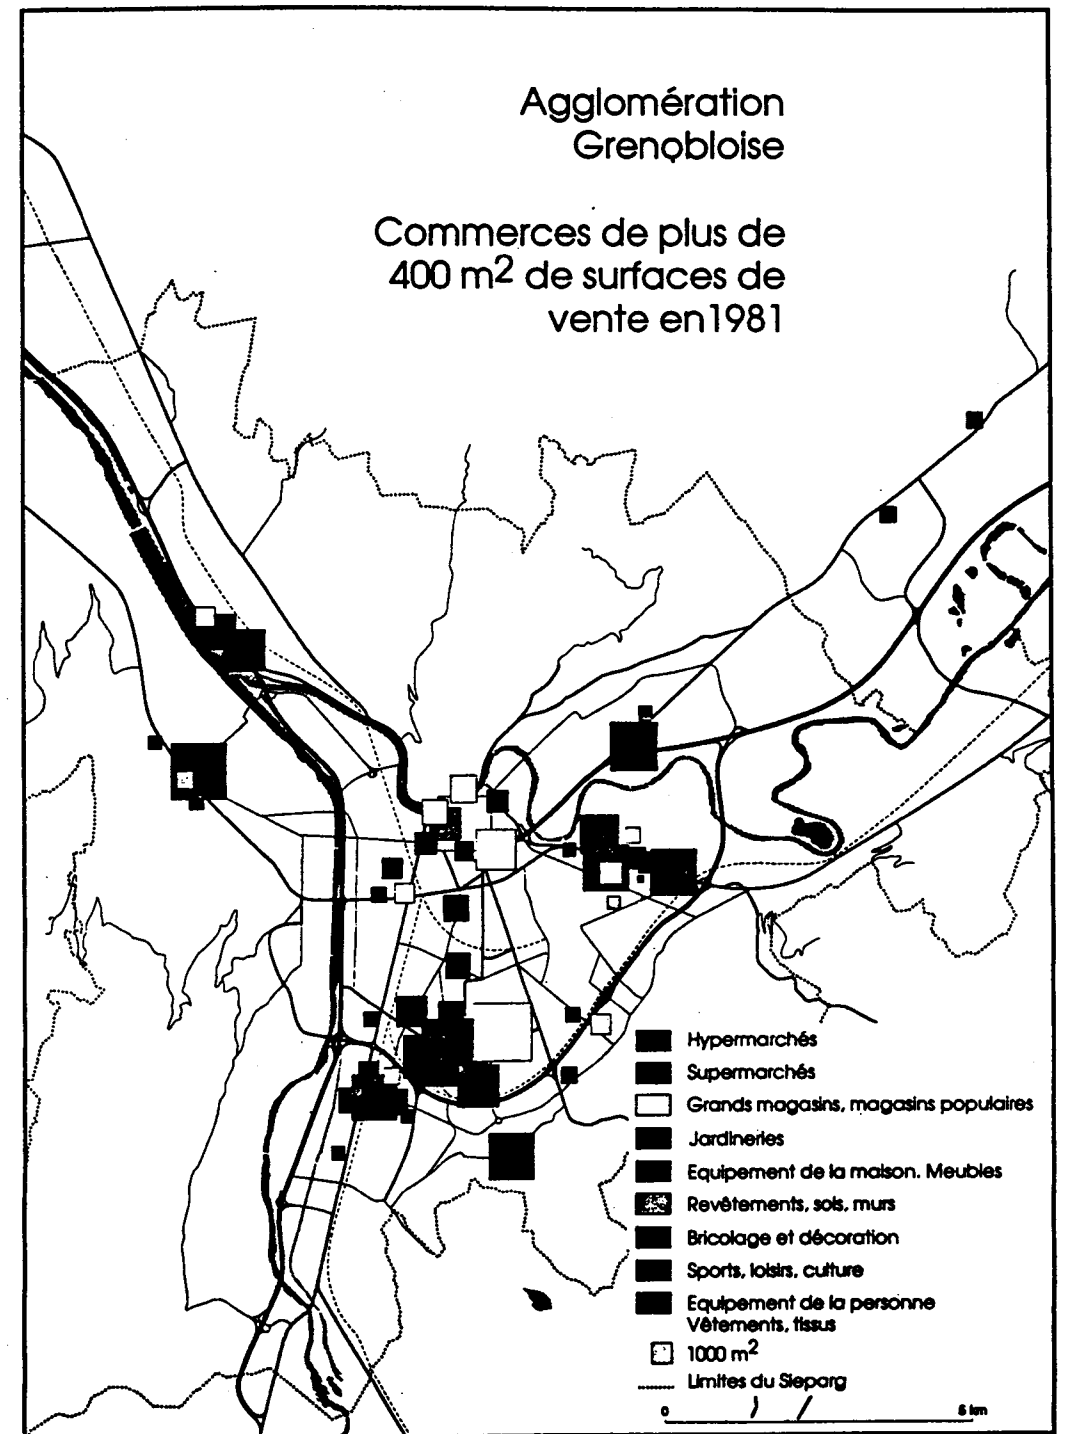 Agglomération
Grenobloise
Commerces de plus de
400 m2 de surfaces de
vente en 1981
Hypermarchés
Supermarchés
Grands magasins, magasins populaires
Jardineries
Equipement de la maison. Meubles
Revêtements, sols, murs
Bricolage et décoration
Sports, loisirs, culture
Equipement de la personne
Vêtements, tissus
1000 m2
Limites du Sieparg
0 5 km